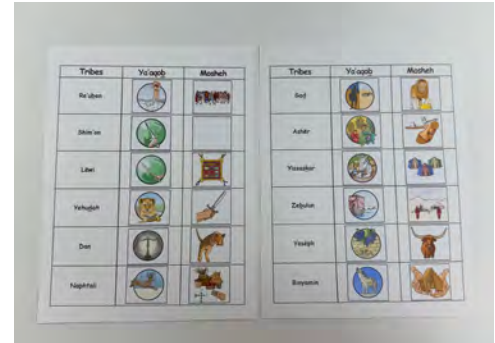 Tribes Ya'aqob Mosheh
Re'uben
Shim'on
Lewi
Yehudah
Dan
Naphtali
Tribes Ya'aqob Mosheh
Gad
Asher
Yissaskar
Zebulun
Yoseph
Binyamin